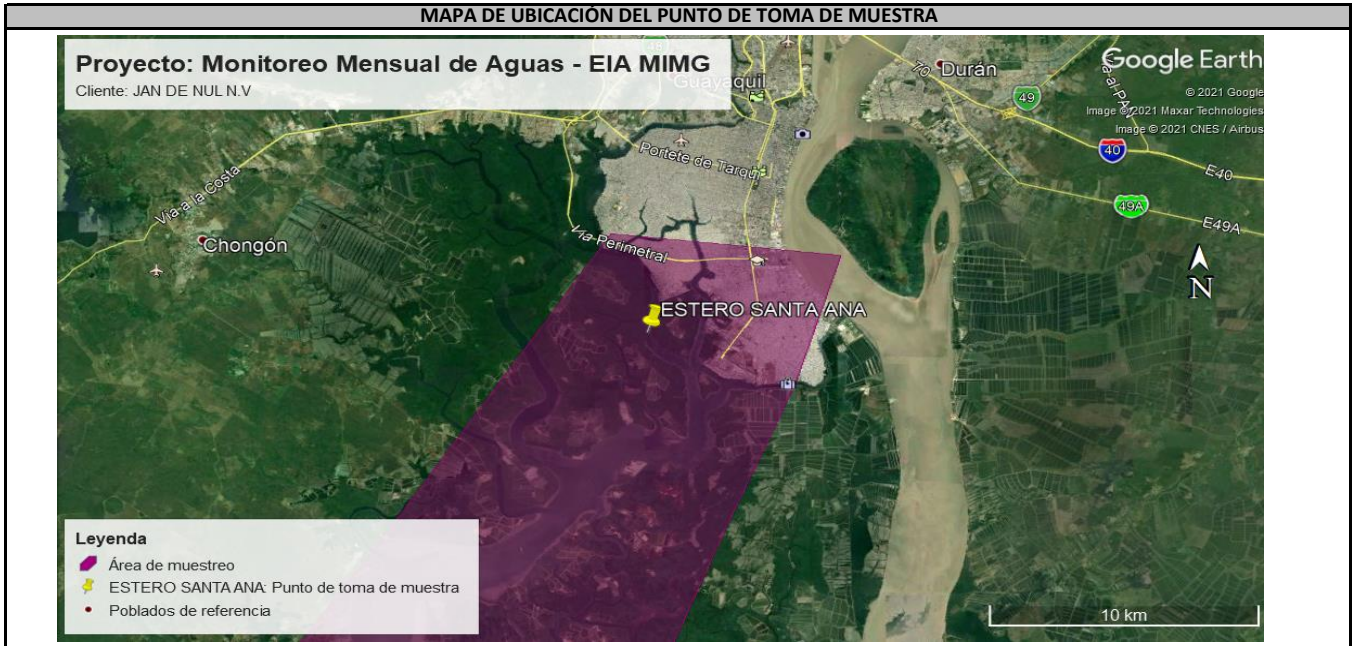 MAPA DE UBICACIÓN DEL PUNTO DE TOMA DE MUESTRA
Proyecto: Monitoreo Mensual de Aguas - EIA MIMG
Cliente: JAN DE NUL N.V
Guayaquil
70
Durán
Google Earth
© 2021 Google
Image © 2021 Maxar Technologies
Image © 2021 CNES / Airbus
49
40
E40
49A
E49A
Portete de Tarqui
Vía a la Costa
Chongón
Vía Perimetral
N
ESTERO SANTA ANA
Leyenda
Área de muestreo
ESTERO SANTA ANA: Punto de toma de muestra
Poblados de referencia
10 km